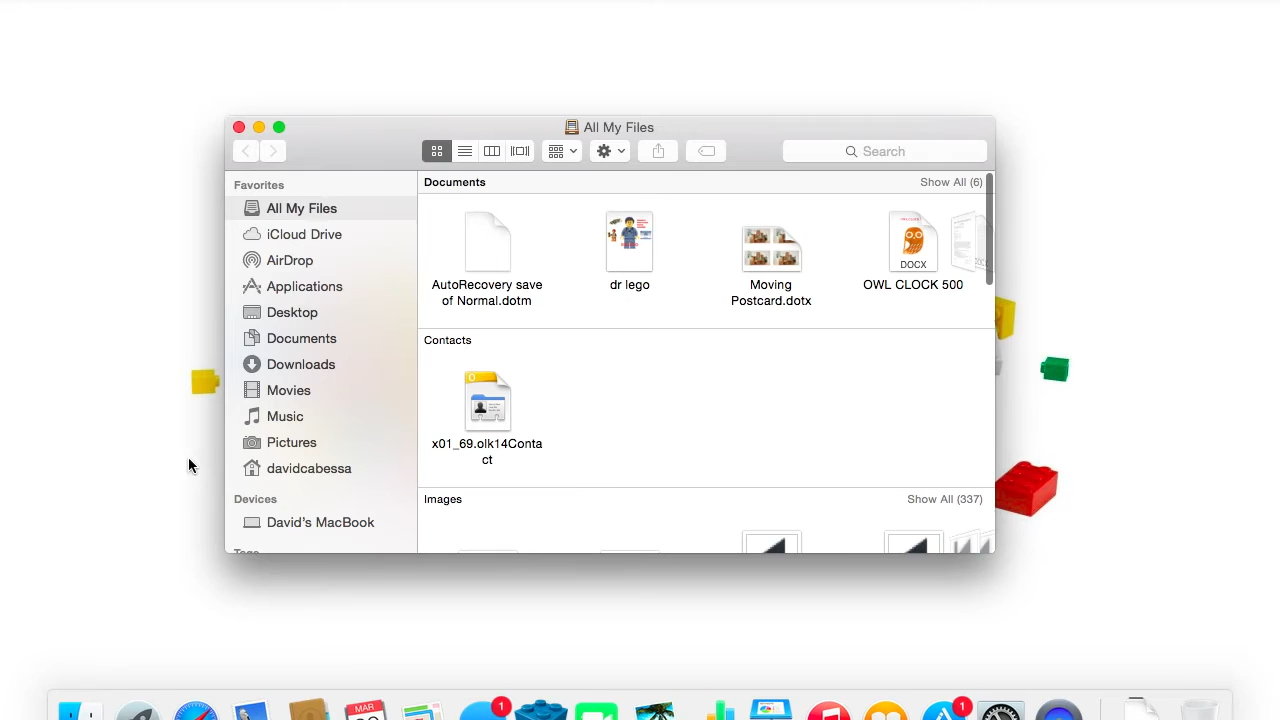 All My Files
Search
Favorites
All My Files
iCloud Drive
AirDrop
Applications
Desktop
Documents
Downloads
Movies
Music
Pictures
davidcabessa
Devices
David's MacBook
Documents
Show All (6)
AutoRecovery save
of Normal.dotm
dr lego
Moving
Postcard.dotx
DOCX
OWL CLOCK 500
Contacts
x01_69.olk14Conta
ct
Images
Show All (337)
MAR
1
1